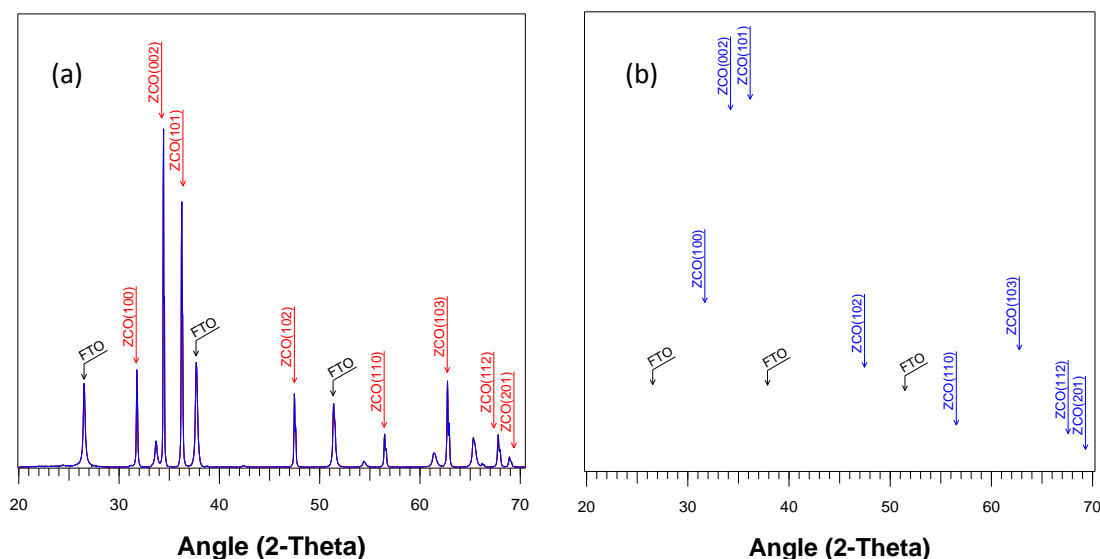 (a)
ZCO(002)
ZCO(101)
ZCO(100)
FTO
FTO
ZCO(102)
FTO
ZCO(110)
ZCO(103)
ZCO(112)
ZCO(201)
20 30 40 50 60 70
Angle (2-Theta)
(b)
ZCO(002)
ZCO(101)
ZCO(100)
FTO
FTO
ZCO(102)
FTO
ZCO(110)
ZCO(103)
ZCO(112)
ZCO(201)
20 30 40 50 60 70
Angle (2-Theta)